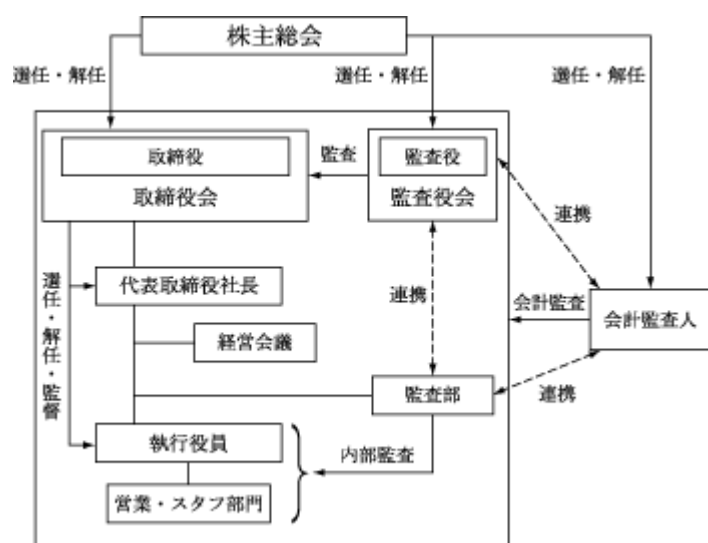 株主総会
選任・解任
選任・解任
選任・解任
取締役
取締役会
監査
監査役
監査役会
連携
選任・解任・監督
代表取締役社長
連携
会計監査
会計監査人
経営会議
監査部
連携
執行役員
内部監査
営業・スタフ部門